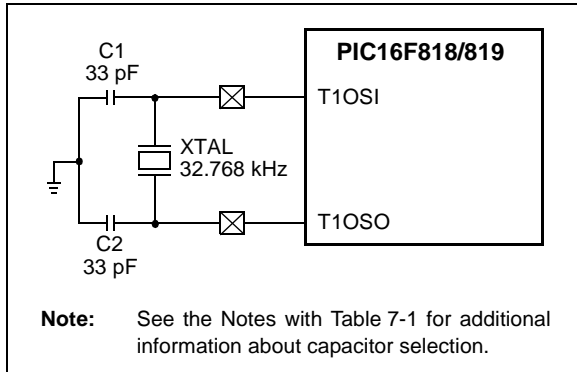 C1
33 pF
PIC16F818/819
T1OSI
XTAL
32.768 kHz
T1OSO
C2
33 pF
Note: See the Notes with Table 7-1 for additional
information about capacitor selection.